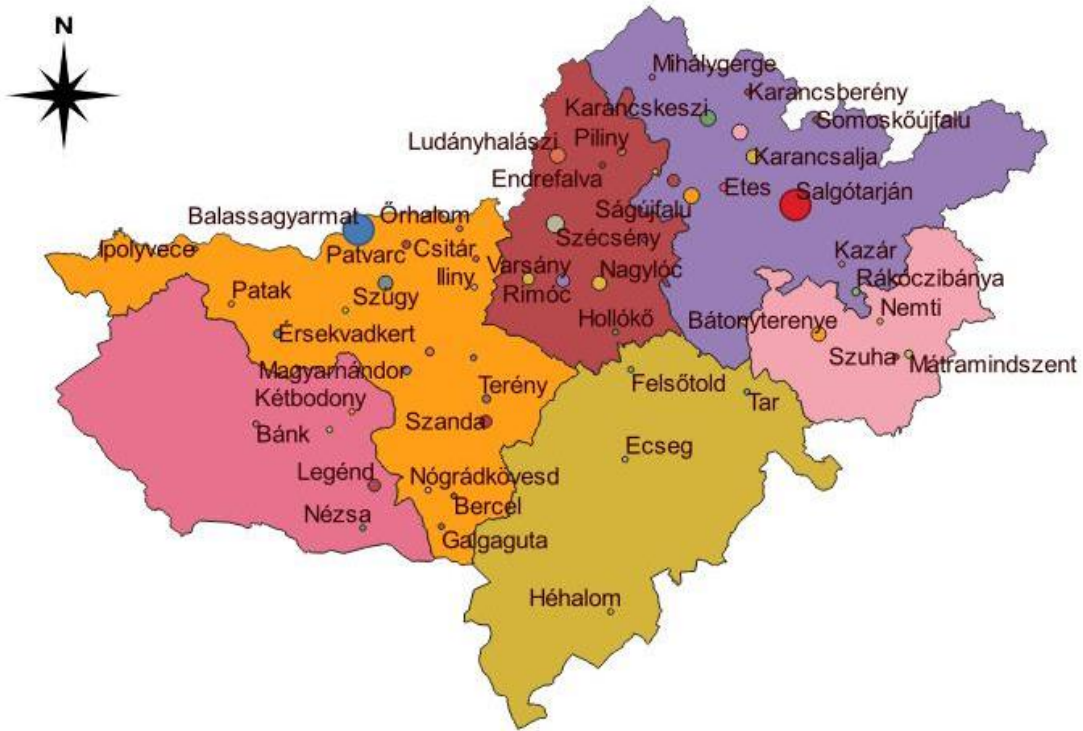 N
Mihálygerge
Karancsberény
Karancskeszi
Somoskőújfalu
Ludányhalászi
Piliny
Karancsalja
Endrefalva
Etes
Salgótarján
Balassagyarmat
Őrhalom
Ságújfalu
Szécsény
Ipolyvece
Patvarc
Csitár
Kazár
Iliny
Varsány
Nagylóc
Rákóczibánya
Rimóc
Patak
Szügy
Nemti
Érsekvadkert
Hollókő
Bátonyterenye
Szuha
Mátramindszent
Magyarnándor
Felsőtold
Terény
Tar
Kétbodony
Szanda
Bánk
Ecseg
Legénd
Nógrádkövesd
Bercel
Nézsa
Galgaguta
Héhalom